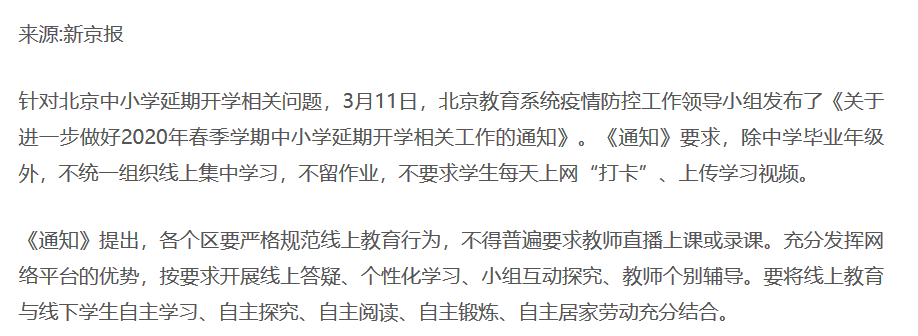 来源:新京报
针对北京中小学延期开学相关问题，3月11日，北京教育系统疫情防控工作领导小组发布了《关于
进一步做好2020年春季学期中小学延期开学相关工作的通知》。《通知》要求，除中学毕业年级
外，不统一组织线上集中学习，不留作业，不要求学生每天上网“打卡”、上传学习视频。
《通知》提出，各个区要严格规范线上教育行为，不得普遍要求教师直播上课或录课。充分发挥网
络平台的优势，按要求开展线上答疑、个性化学习、小组互动探究、教师个别辅导。要将线上教育
与线下学生自主学习、自主探究、自主阅读、自主锻炼、自主居家劳动充分结合。